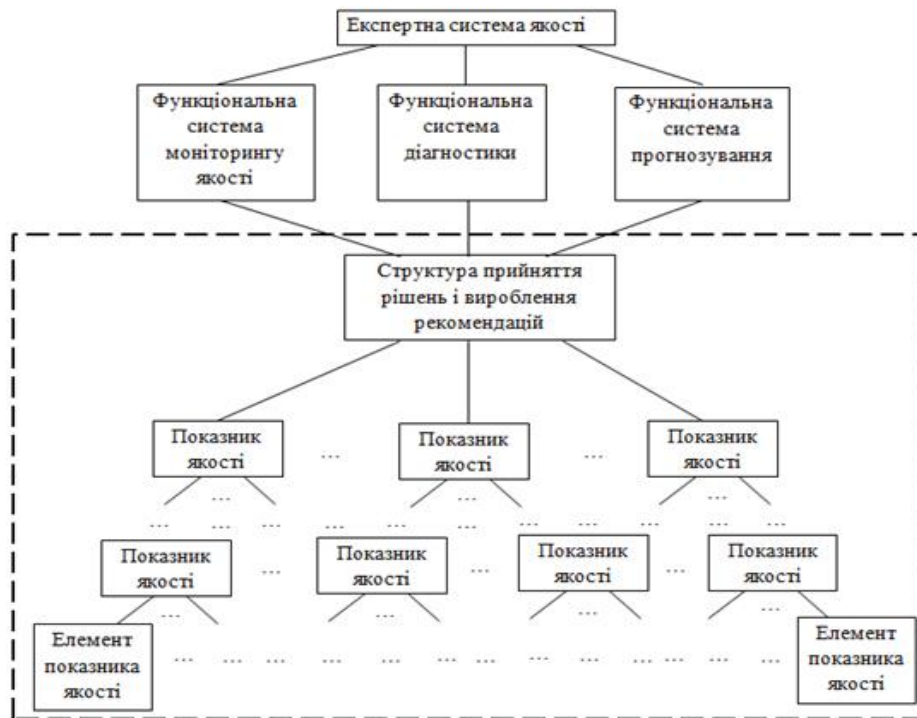 Експертна система якості
Функціональна
система
моніторингу
якості
Функціональна
система
діагностики
Функціональна
система
прогнозування
Структура прийняття
рішень і вироблення
рекомендацій
Показник
якості
...
Показник
якості
...
Показник
якості
... ... ...
... ... ... ... ... ... ... ... ... ... ...
Показник
якості
...
Показник
якості
...
Показник
якості
...
Показник
якості
... ... ... ...
Елемент
показника
якості
... ... ... ... ... ... ... ... ... ... ...
Елемент
показника
якості